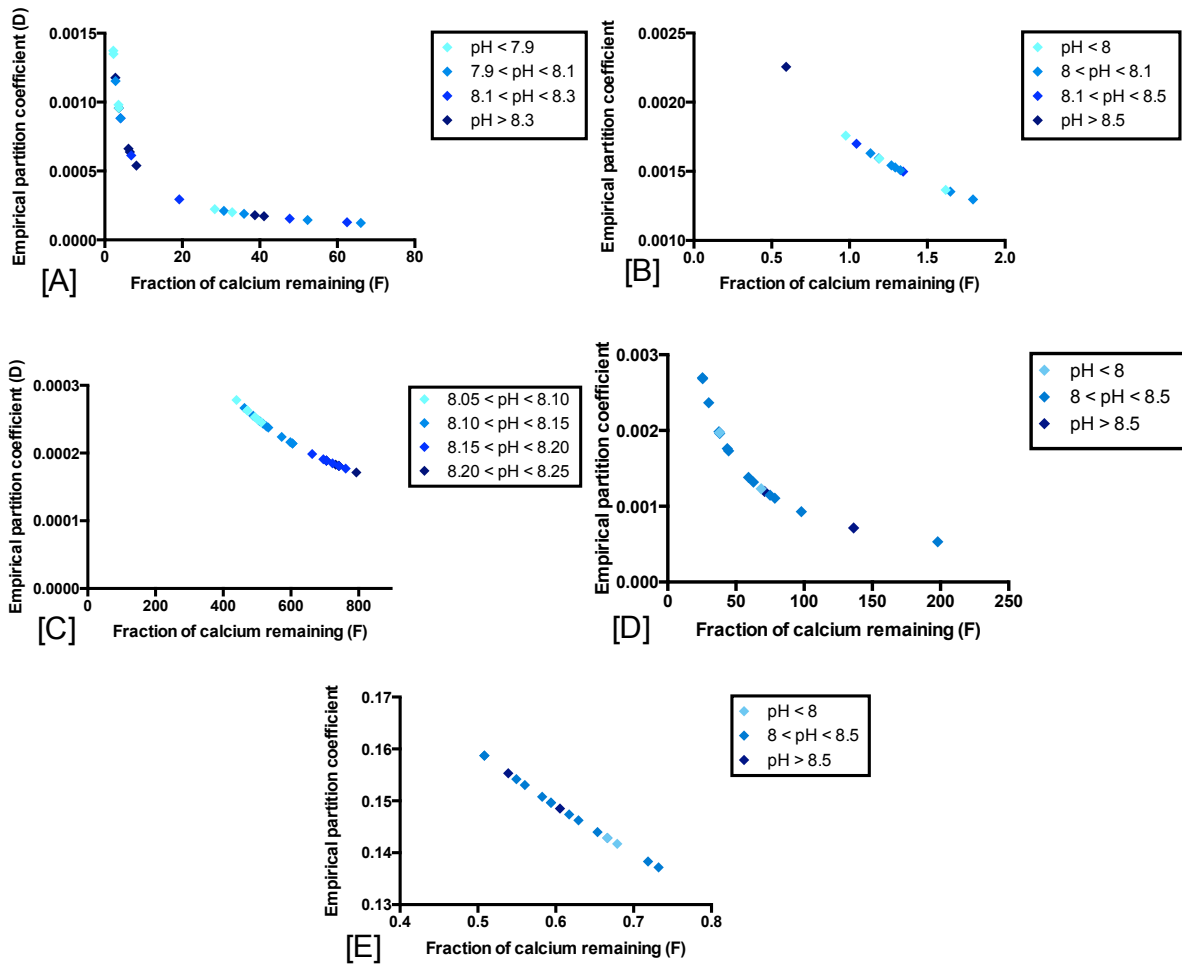 Empirical partition coefficient (D)
0.0015
0.0010
0.0005
0.0000
0
20
40
60
80
Fraction of calcium remaining (F)
[A]
pH < 7.9
7.9 < pH < 8.1
8.1 < pH < 8.3
pH > 8.3
Empirical partition coefficient
0.0025
0.0020
0.0015
0.0010
0.0
0.5
1.0
1.5
2.0
Fraction of calcium remaining (F)
[B]
pH < 8
8 < pH < 8.1
8.1 < pH < 8.5
pH > 8.5
Empirical partition coefficient (D)
0.0003
0.0002
0.0001
0.0000
0
200
400
600
800
Fraction of calcium remaining (F)
[C]
8.05 < pH < 8.10
8.10 < pH < 8.15
8.15 < pH < 8.20
8.20 < pH < 8.25
Empirical partition coefficient
0.003
0.002
0.001
0.000
0
50
100
150
200
250
Fraction of calcium remaining (F)
[D]
pH < 8
8 < pH < 8.5
pH > 8.5
Empirical partition coefficient
0.17
0.16
0.15
0.14
0.13
0.4
0.5
0.6
0.7
0.8
Fraction of calcium remaining (F)
[E]
pH < 8
8 < pH < 8.5
pH > 8.5